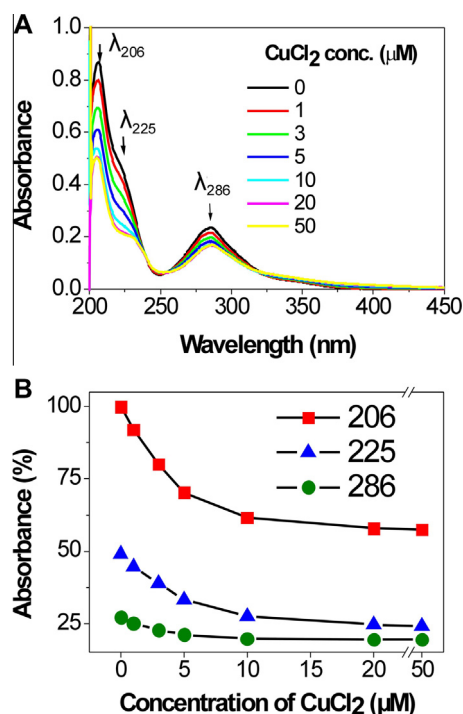 A
λ206
λ225
λ286
CuCl2 conc. (μM)
0
1
3
5
10
20
50
Absorbance
1.0
0.8
0.6
0.4
0.2
0.0
200 250 300 350 400 450
Wavelength (nm)
B
206
225
286
Absorbance (%)
100
75
50
25
0 5 10 15 20 50
Concentration of CuCl2 (μM)